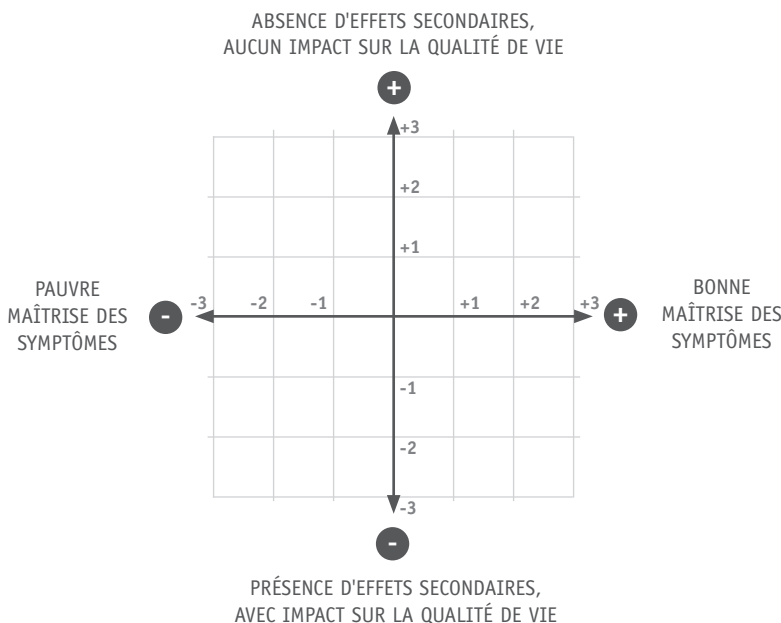 ABSENCE D'EFFETS SECONDAIRES,
AUCUN IMPACT SUR LA QUALITÉ DE VIE
+
+3
+2
+1
PAUVRE
MAÎTRISE DES
SYMPTÔMES
-
-3 -2 -1 +1 +2 +3
+
BONNE
MAÎTRISE DES
SYMPTÔMES
-1
-2
-3
-
PRÉSENCE D'EFFETS SECONDAIRES,
AVEC IMPACT SUR LA QUALITÉ DE VIE